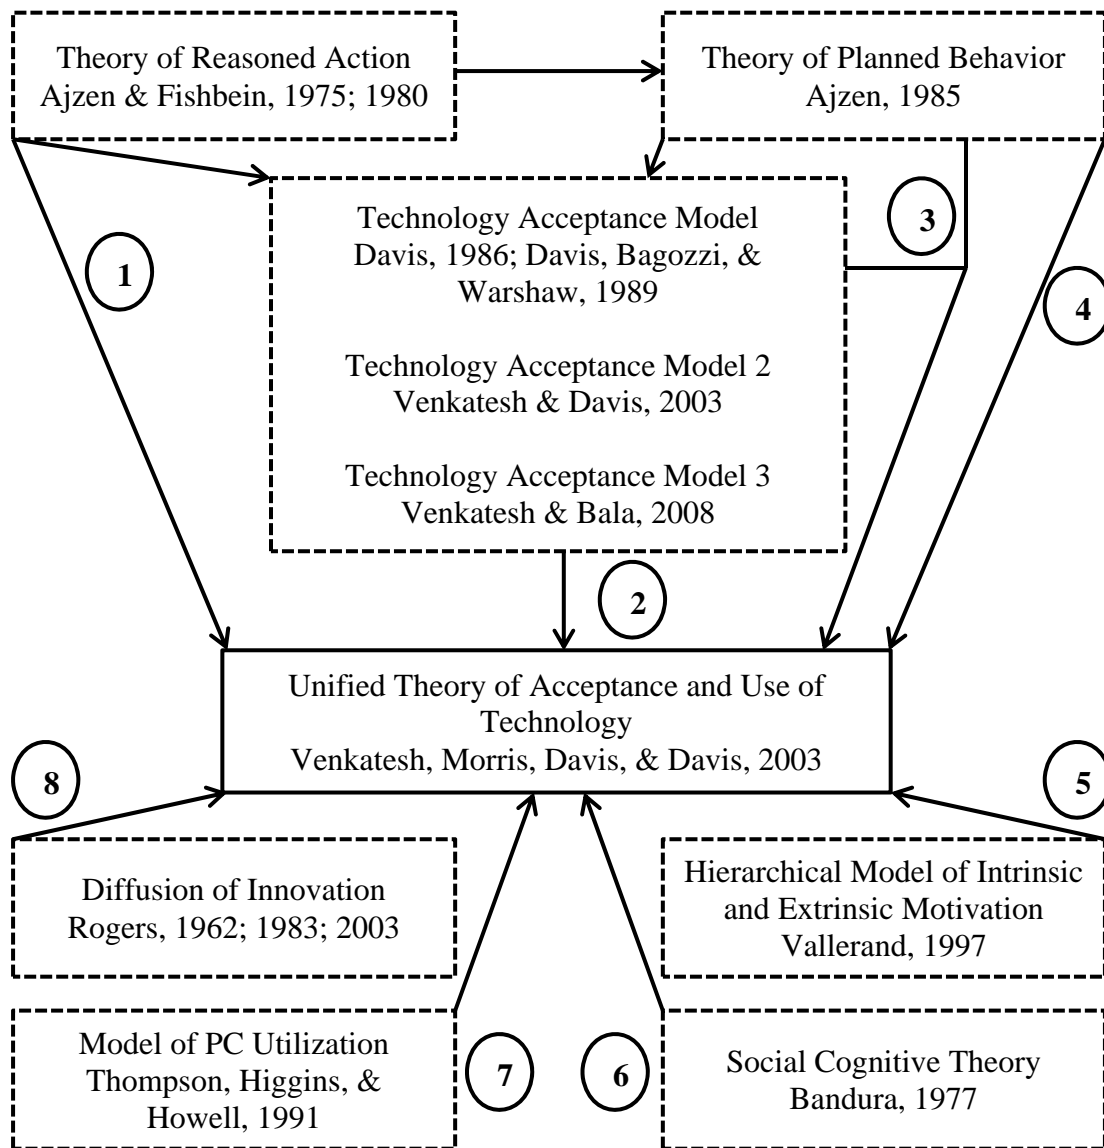 Theory of Reasoned Action
Ajzen & Fishbein, 1975; 1980
Theory of Planned Behavior
Ajzen, 1985
Technology Acceptance Model
Davis, 1986; Davis, Bagozzi, &
Warshaw, 1989
Technology Acceptance Model 2
Venkatesh & Davis, 2003
Technology Acceptance Model 3
Venkatesh & Bala, 2008
1
3
4
2
Unified Theory of Acceptance and Use of
Technology
Venkatesh, Morris, Davis, & Davis, 2003
8
5
Diffusion of Innovation
Rogers, 1962; 1983; 2003
Hierarchical Model of Intrinsic
and Extrinsic Motivation
Vallerand, 1997
Model of PC Utilization
Thompson, Higgins, &
Howell, 1991
7
6
Social Cognitive Theory
Bandura, 1977